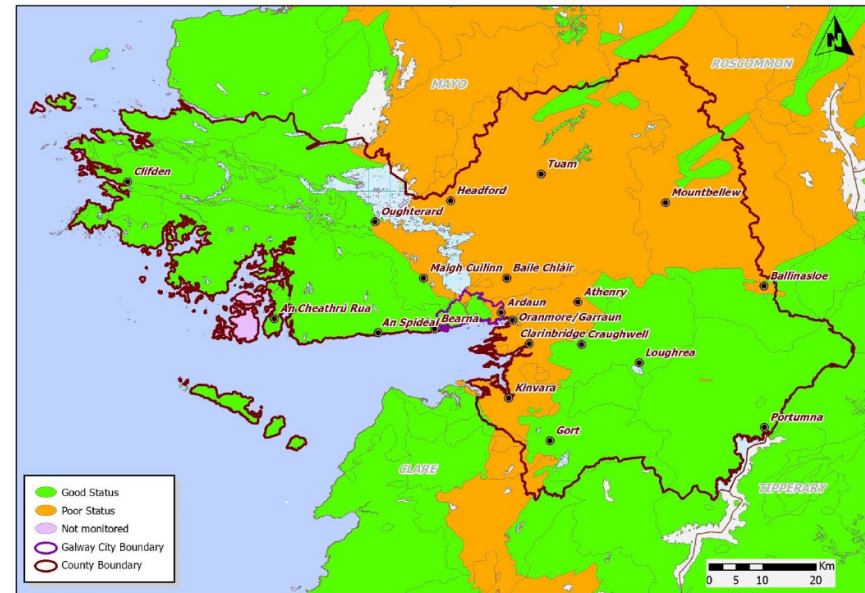 N
ROSCOMMON
MAYO
Tuam
Clifden
Headford
Mountbellew
Oughterard
Maigh Cuilinn
Baile Chláir
Ballinasloe
Athenry
Ardaun
An Cheathrú Rua
Bearna
Oranmore/Garraun
An Spidéal
Clarinbridge
Craughwell
Loughrea
Kinvara
Portumna
Gort
CLARE
TIPPERARY
Good Status
Poor Status
Not monitored
Galway City Boundary
County Boundary
Km
0 5 10 20